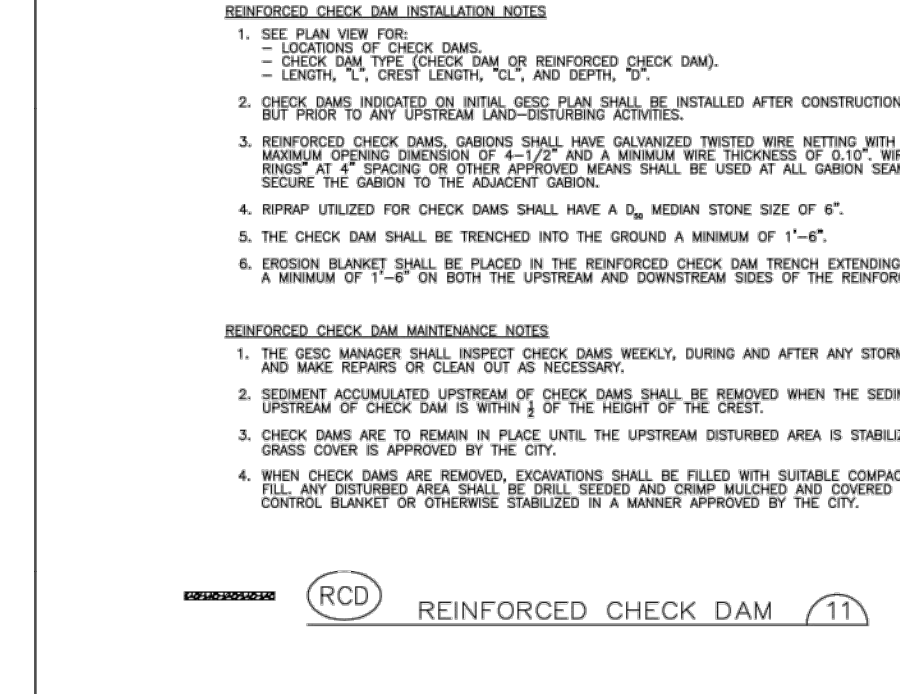 REINFORCED CHECK DAM INSTALLATION NOTES
1. SEE PLAN VIEW FOR:
– LOCATIONS OF CHECK DAMS.
– CHECK DAM TYPE (CHECK DAM OR REINFORCED CHECK DAM).
– LENGTH, "L", CREST LENGTH, "CL", AND DEPTH, "D".
2. CHECK DAMS INDICATED ON INITIAL GESC PLAN SHALL BE INSTALLED AFTER CONSTRUCTION
BUT PRIOR TO ANY UPSTREAM LAND–DISTURBING ACTIVITIES.
3. REINFORCED CHECK DAMS, GABIONS SHALL HAVE GALVANIZED TWISTED WIRE NETTING WITH
MAXIMUM OPENING DIMENSION OF 4–1/2" AND A MINIMUM WIRE THICKNESS OF 0.10". 
RINGS" AT 4" SPACING OR OTHER APPROVED MEANS SHALL BE USED AT ALL GABION
SECURE THE GABION TO THE ADJACENT GABION.
4. RIPRAP UTILIZED FOR CHECK DAMS SHALL HAVE A D50 MEDIAN STONE SIZE OF 6".
5. THE CHECK DAM SHALL BE TRENCHED INTO THE GROUND A MINIMUM OF 1'–6".
6. EROSION BLANKET SHALL BE PLACED IN THE REINFORCED CHECK DAM TRENCH EXTENDING
A MINIMUM OF 1'–6" ON BOTH THE UPSTREAM AND DOWNSTREAM SIDES OF THE
REINFORCED CHECK DAM MAINTENANCE NOTES
1. THE GESC MANAGER SHALL INSPECT CHECK DAMS WEEKLY, DURING AND AFTER ANY STORM
AND MAKE REPAIRS OR CLEAN OUT AS NECESSARY.
2. SEDIMENT ACCUMULATED UPSTREAM OF CHECK DAMS SHALL BE REMOVED WHEN THE
UPSTREAM OF CHECK DAM IS WITHIN ½ OF THE HEIGHT OF THE CREST.
3. CHECK DAMS ARE TO REMAIN IN PLACE UNTIL THE UPSTREAM DISTURBED AREA IS
GRASS COVER IS APPROVED BY THE CITY.
4. WHEN CHECK DAMS ARE REMOVED, EXCAVATIONS SHALL BE FILLED WITH SUITABLE
FILL. ANY DISTURBED AREA SHALL BE DRILL SEEDED AND CRIMP MULCHED AND COVERED
CONTROL BLANKET OR OTHERWISE STABILIZED IN A MANNER APPROVED BY THE CITY.
RCD REINFORCED CHECK DAM 11